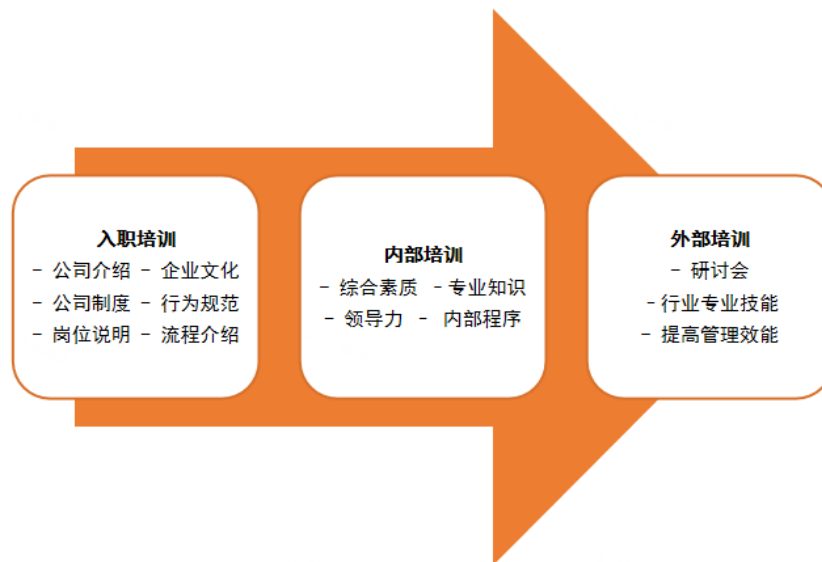 入职培训
- 公司介绍 - 企业文化
- 公司制度 - 行为规范
- 岗位说明 - 流程介绍
内部培训
- 综合素质 - 专业知识
- 领导力 - 内部程序
外部培训
- 研讨会
- 行业专业技能
- 提高管理效能